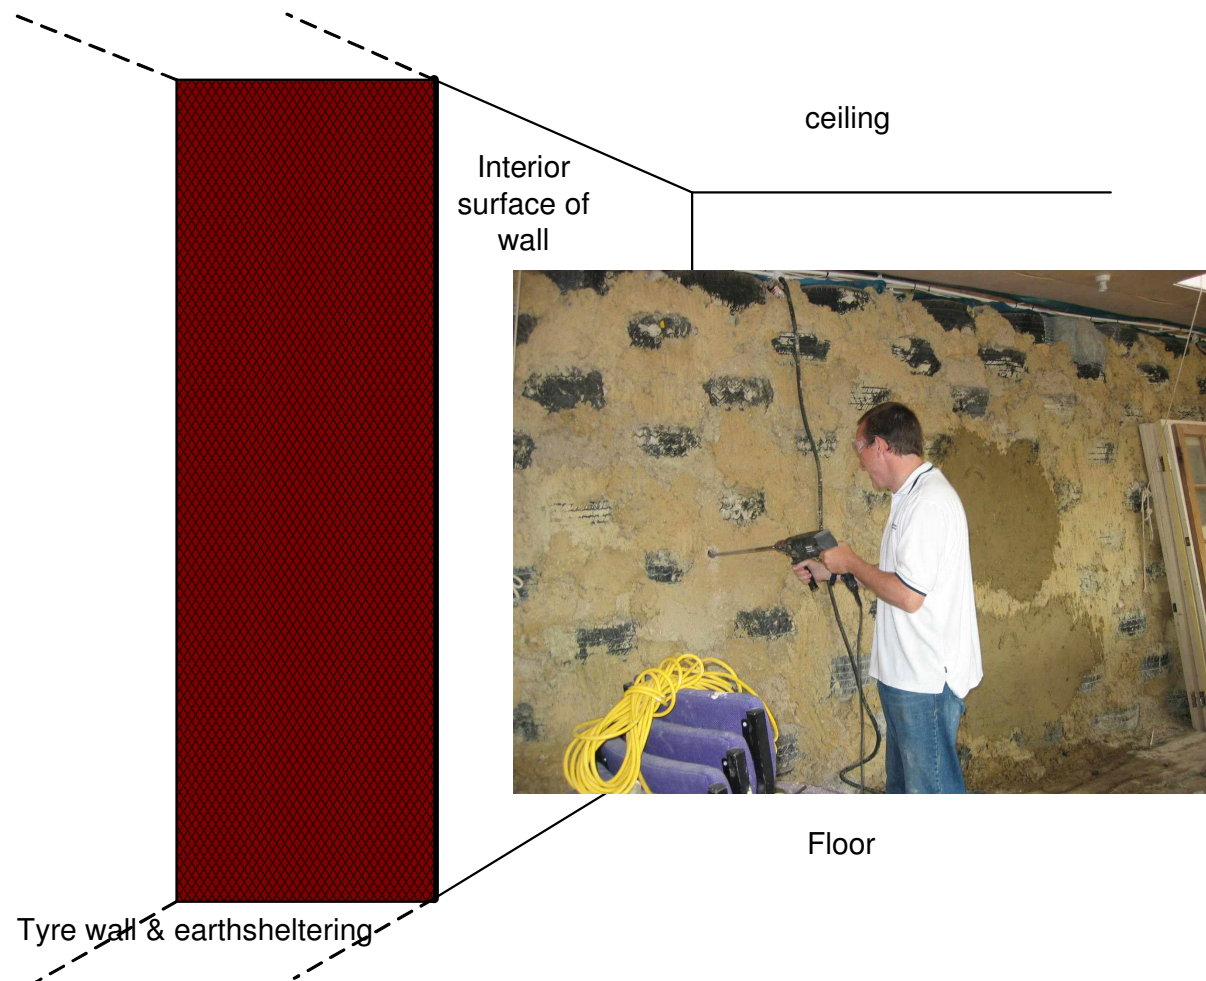 ceiling
Interior
surface of
wall
Floor
Tyre wall & earthsheltering